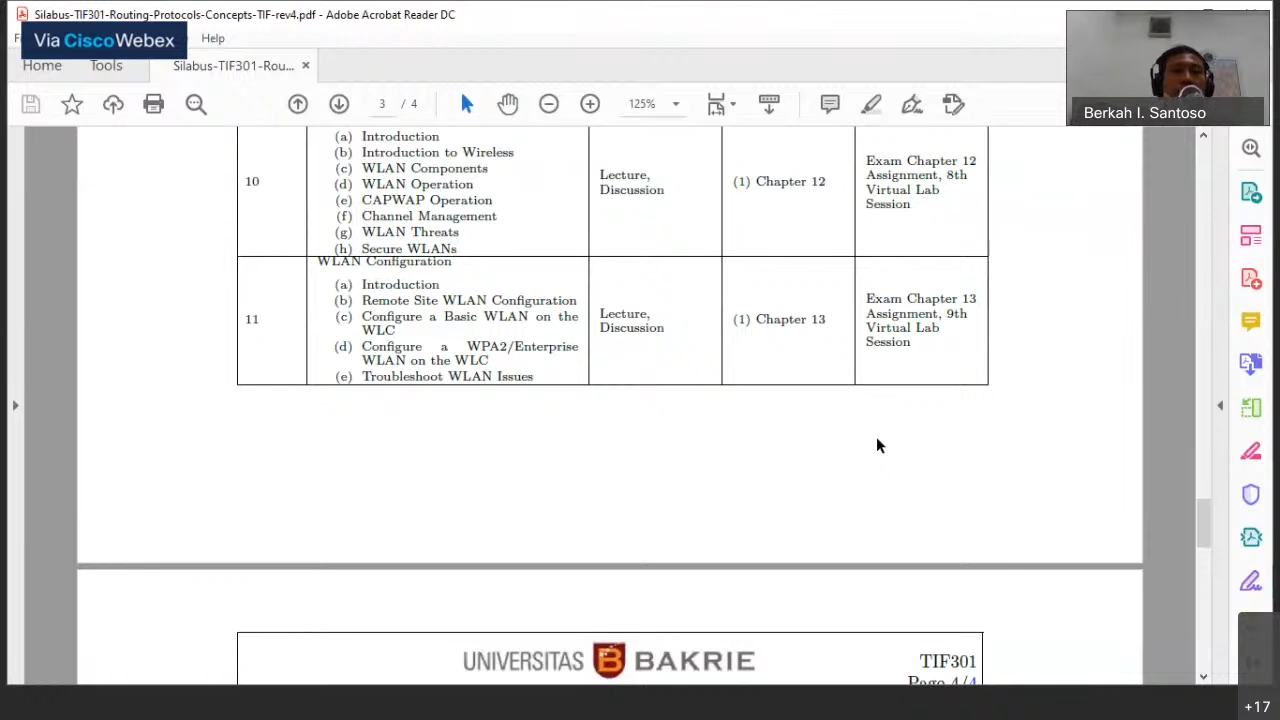 Silabus-TIF301-Routing-Protocols-Concepts-TIF-rev4.pdf - Adobe Acrobat Reader DC
Via CiscoWebex
Help
Home
Tools
Silabus-TIF301-Rou...
3 / 4
125%
Berkah I. Santoso
10
(a) Introduction
(b) Introduction to Wireless
(c) WLAN Components
(d) WLAN Operation
(e) CAPWAP Operation
(f) Channel Management
(g) WLAN Threats
(h) Secure WLANs
Lecture,
Discussion
(1) Chapter 12
Exam Chapter 12
Assignment, 8th
Virtual Lab
Session
11
WLAN Configuration
(a) Introduction
(b) Remote Site WLAN Configuration
(c) Configure a Basic WLAN on the
WLC
(d) Configure a WPA2/Enterprise
WLAN on the WLC
(e) Troubleshoot WLAN Issues
Lecture,
Discussion
(1) Chapter 13
Exam Chapter 13
Assignment, 9th
Virtual Lab
Session
UNIVERSITAS B BAKRIE
TIF301
Page 4/4
+17